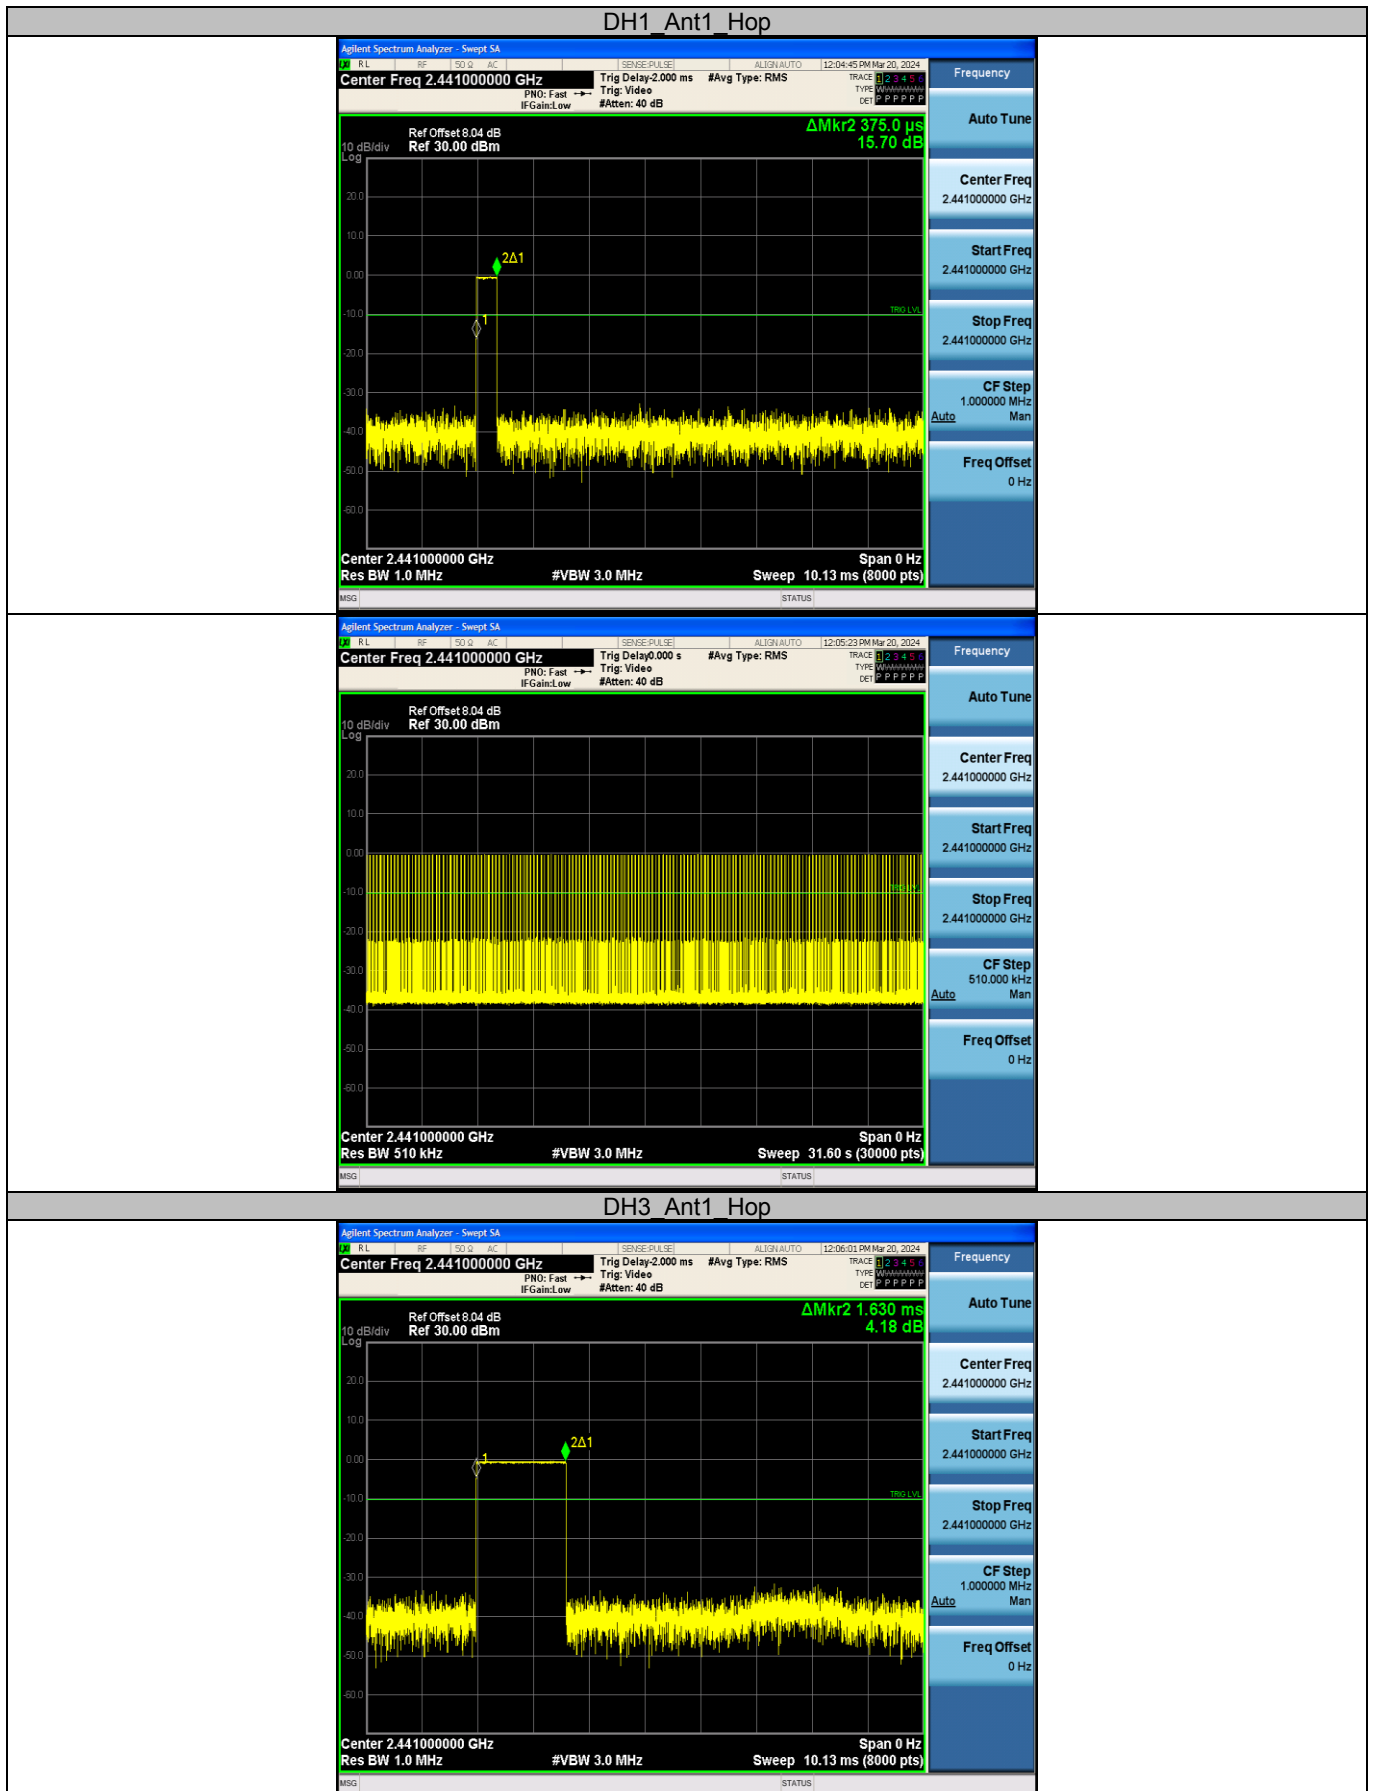 DH1_Ant1_Hop
Agilent Spectrum Analyzer - Swept SA
RL RF 50 Ω AC SENSE:PULSE ALIGN AUTO 12:04:45 PM Mar 20, 2024
Center Freq 2.441000000 GHz Trig Delay-2.000 ms #Avg Type: RMS TRACE 1 2 3 4 5 6
PNO: Fast Trig: Video TYPE
IFGain:Low #Atten: 40 dB DET P P P P P P
ΔMkr2 375.0 µs
15.70 dB
Ref Offset 8.04 dB
10 dB/div Ref 30.00 dBm
Log
20.0
10.0
0.00
-10.0
-20.0
-30.0
-40.0
-50.0
-60.0
2Δ1
1
TRIG LVL
Center 2.441000000 GHz Span 0 Hz
Res BW 1.0 MHz #VBW 3.0 MHz Sweep 10.13 ms (8000 pts)
MSG STATUS
Frequency
Auto Tune
Center Freq
2.441000000 GHz
Start Freq
2.441000000 GHz
Stop Freq
2.441000000 GHz
CF Step
1.000000 MHz
Auto Man
Freq Offset
0 Hz
Agilent Spectrum Analyzer - Swept SA
RL RF 50 Ω AC SENSE:PULSE ALIGN AUTO 12:05:23 PM Mar 20, 2024
Center Freq 2.441000000 GHz Trig Delay0.000 s #Avg Type: RMS TRACE 1 2 3 4 5 6
PNO: Fast Trig: Video TYPE
IFGain:Low #Atten: 40 dB DET P P P P P P
Ref Offset 8.04 dB
10 dB/div Ref 30.00 dBm
Log
20.0
10.0
0.00
-10.0
-20.0
-30.0
-40.0
-50.0
-60.0
TRIG LVL
Center 2.441000000 GHz Span 0 Hz
Res BW 510 kHz #VBW 3.0 MHz Sweep 31.60 s (30000 pts)
MSG STATUS
Frequency
Auto Tune
Center Freq
2.441000000 GHz
Start Freq
2.441000000 GHz
Stop Freq
2.441000000 GHz
CF Step
510.000 kHz
Auto Man
Freq Offset
0 Hz
DH3_Ant1_Hop
Agilent Spectrum Analyzer - Swept SA
RL RF 50 Ω AC SENSE:PULSE ALIGN AUTO 12:06:01 PM Mar 20, 2024
Center Freq 2.441000000 GHz Trig Delay-2.000 ms #Avg Type: RMS TRACE 1 2 3 4 5 6
PNO: Fast Trig: Video TYPE
IFGain:Low #Atten: 40 dB DET P P P P P P
ΔMkr2 1.630 ms
4.18 dB
Ref Offset 8.04 dB
10 dB/div Ref 30.00 dBm
Log
20.0
10.0
0.00
-10.0
-20.0
-30.0
-40.0
-50.0
-60.0
2Δ1
1
TRIG LVL
Center 2.441000000 GHz Span 0 Hz
Res BW 1.0 MHz #VBW 3.0 MHz Sweep 10.13 ms (8000 pts)
MSG STATUS
Frequency
Auto Tune
Center Freq
2.441000000 GHz
Start Freq
2.441000000 GHz
Stop Freq
2.441000000 GHz
CF Step
1.000000 MHz
Auto Man
Freq Offset
0 Hz